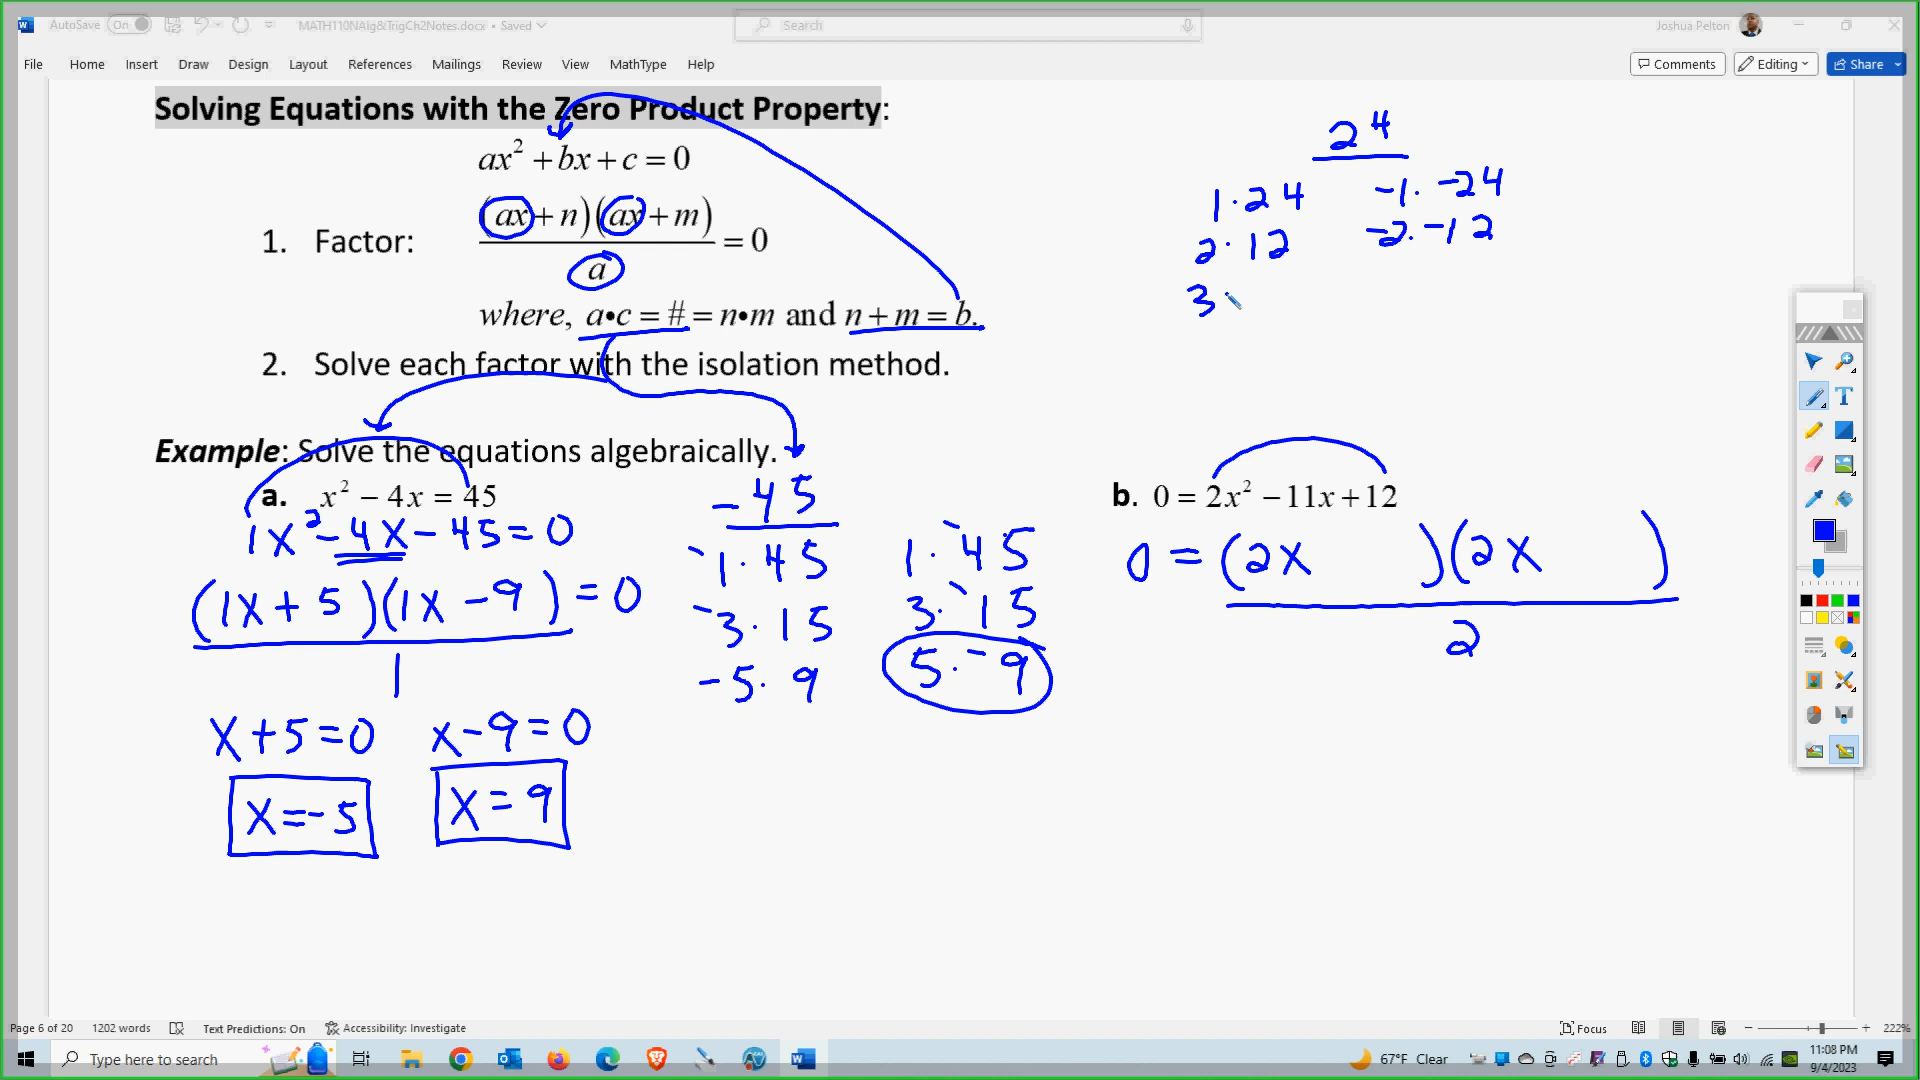 AutoSave On MATH110NAlg&TrigCh2Notes.docx • Saved Search Joshua Pelton
File Home Insert Draw Design Layout References Mailings Review View MathType Help Comments Editing Share
Solving Equations with the Zero Product Property:
ax² + bx + c = 0
1. Factor: (ax + n)(ax + m) / a = 0
where, a•c = # = n•m and n + m = b.
2. Solve each factor with the isolation method.
24
1·24 -1·-24
2·12 -2·-12
3·
Example: Solve the equations algebraically.
a. x² − 4x = 45
1x² - 4x - 45 = 0
(1x + 5)(1x - 9) = 0
1
x + 5 = 0 x - 9 = 0
x = -5 x = 9
-45
-1·45 1·-45
-3·15 3·-15
-5·9 5·-9
b. 0 = 2x² − 11x + 12
0 = (2x )(2x )
2
Page 6 of 20 1202 words Text Predictions: On Accessibility: Investigate Focus 222%
Type here to search 67°F Clear 11:08 PM
9/4/2023